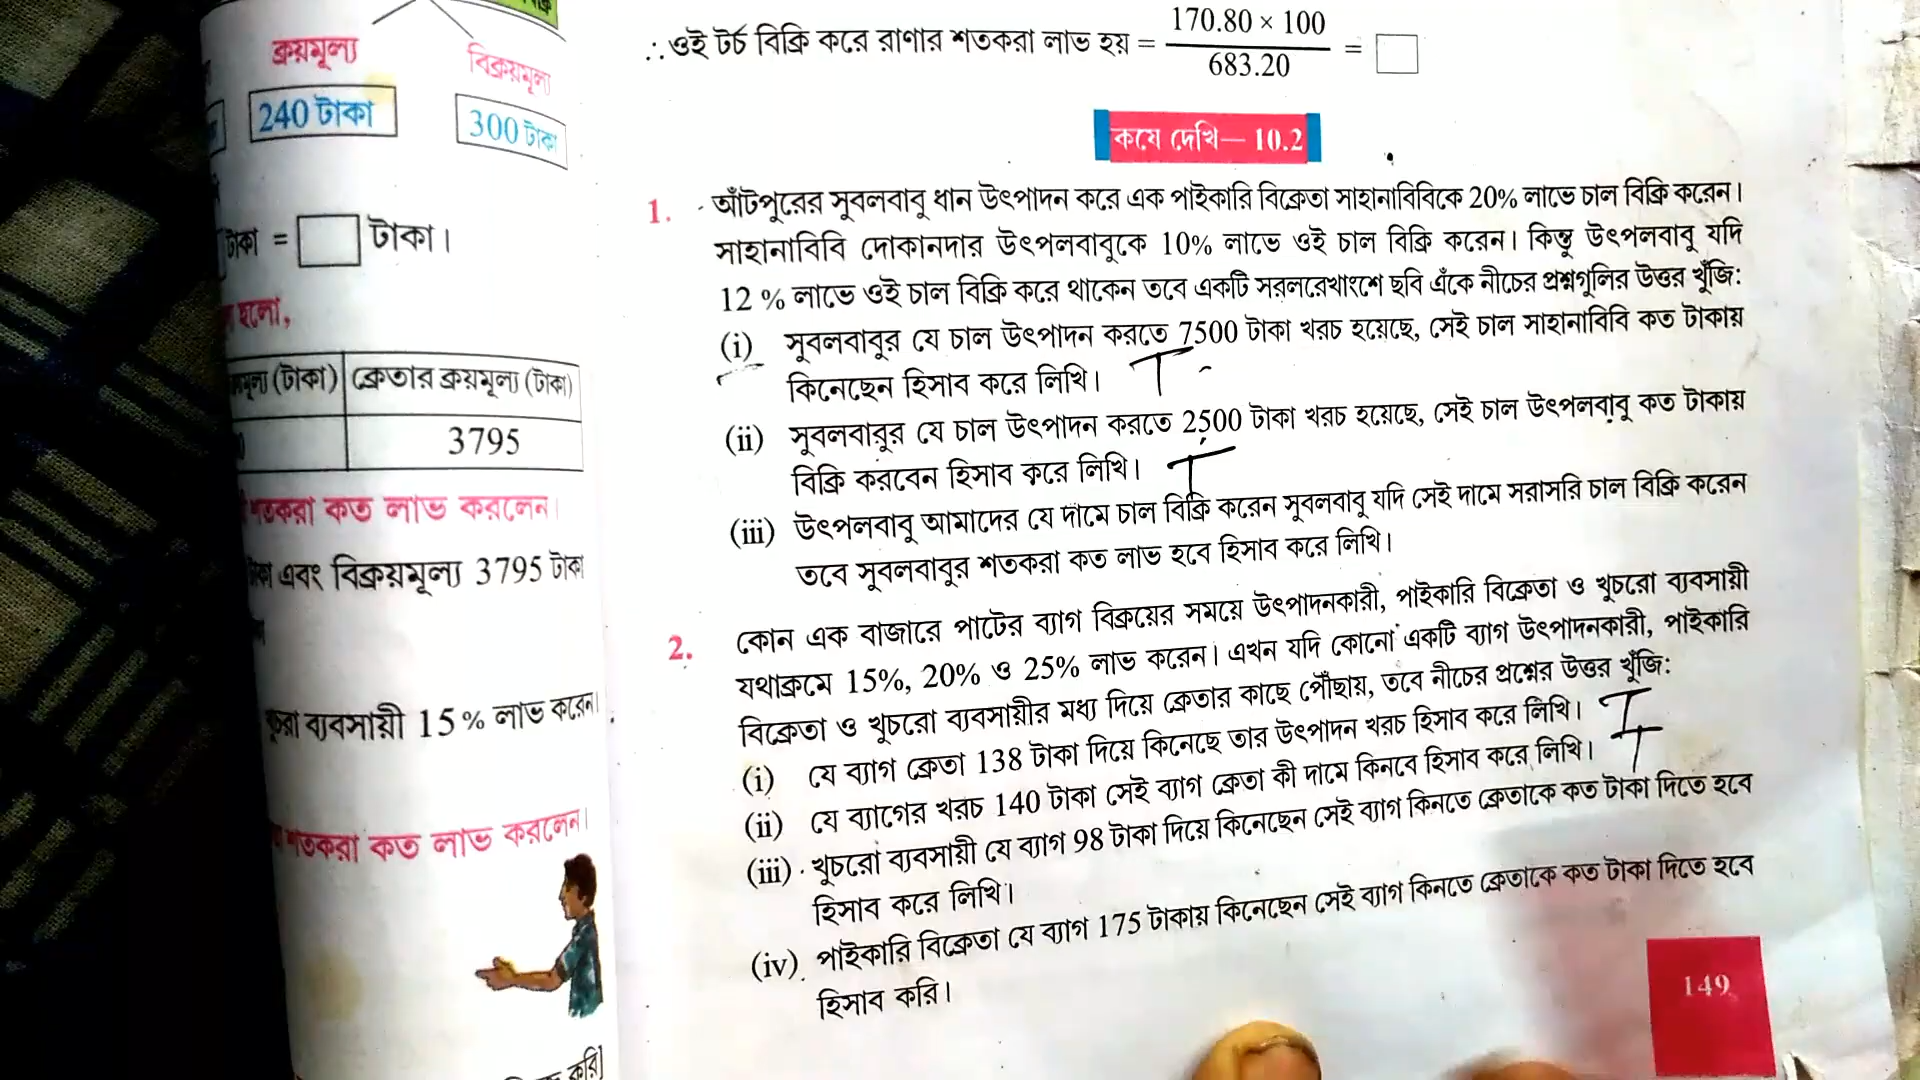 ক্রয়মূল্য
বিক্রয়মূল্য
240 টাকা
300 টাকা
টাকা = টাকা।
হলো,
মূল্য (টাকা) ক্রেতার ক্রয়মূল্য (টাকা)
3795
শতকরা কত লাভ করলেন।
টাকা এবং বিক্রয়মূল্য 3795 টাকা
খুচরা ব্যবসায়ী 15% লাভ করেন।
শতকরা কত লাভ করলেন।
করি]
∴ ওই টর্চ বিক্রি করে রাণার শতকরা লাভ হয় = 170.80 × 100 / 683.20 =
কষে দেখি— 10.2
1. আঁটপুরের সুবলবাবু ধান উৎপাদন করে এক পাইকারি বিক্রেতা সাহানাবিবিকে 20% লাভে চাল বিক্রি করেন।
সাহানাবিবি দোকানদার উৎপলবাবুকে 10% লাভে ওই চাল বিক্রি করেন। কিন্তু উৎপলবাবু যদি
12 % লাভে ওই চাল বিক্রি করে থাকেন তবে একটি সরলরেখাংশে ছবি এঁকে নীচের প্রশ্নগুলির উত্তর খুঁজি:
(i) সুবলবাবুর যে চাল উৎপাদন করতে 7500 টাকা খরচ হয়েছে, সেই চাল সাহানাবিবি কত টাকায়
কিনেছেন হিসাব করে লিখি।
(ii) সুবলবাবুর যে চাল উৎপাদন করতে 2500 টাকা খরচ হয়েছে, সেই চাল উৎপলবাবু কত টাকায়
বিক্রি করবেন হিসাব করে লিখি।
(iii) উৎপলবাবু আমাদের যে দামে চাল বিক্রি করেন সুবলবাবু যদি সেই দামে সরাসরি চাল বিক্রি করেন
তবে সুবলবাবুর শতকরা কত লাভ হবে হিসাব করে লিখি।
2. কোন এক বাজারে পাটের ব্যাগ বিক্রয়ের সময়ে উৎপাদনকারী, পাইকারি বিক্রেতা ও খুচরো ব্যবসায়ী
যথাক্রমে 15%, 20% ও 25% লাভ করেন। এখন যদি কোনো একটি ব্যাগ উৎপাদনকারী, পাইকারি
বিক্রেতা ও খুচরো ব্যবসায়ীর মধ্য দিয়ে ক্রেতার কাছে পৌঁছায়, তবে নীচের প্রশ্নের উত্তর খুঁজি:
(i) যে ব্যাগ ক্রেতা 138 টাকা দিয়ে কিনেছে তার উৎপাদন খরচ হিসাব করে লিখি।
(ii) যে ব্যাগের খরচ 140 টাকা সেই ব্যাগ ক্রেতা কী দামে কিনবে হিসাব করে লিখি।
(iii) খুচরো ব্যবসায়ী যে ব্যাগ 98 টাকা দিয়ে কিনেছেন সেই ব্যাগ কিনতে ক্রেতাকে কত টাকা দিতে হবে
হিসাব করে লিখি।
(iv) পাইকারি বিক্রেতা যে ব্যাগ 175 টাকায় কিনেছেন সেই ব্যাগ কিনতে ক্রেতাকে কত টাকা দিতে হবে
হিসাব করি।
149